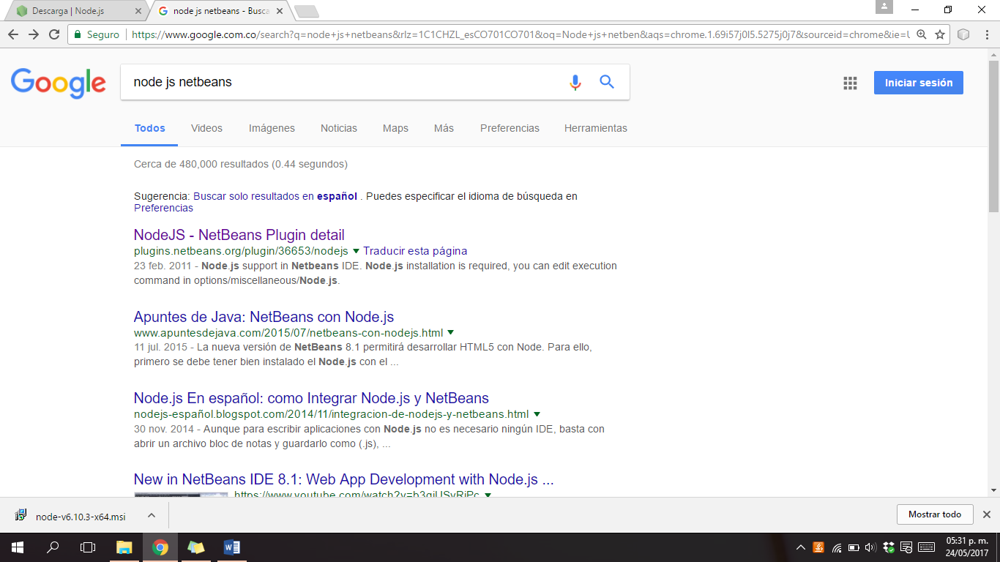 Descarga | Node.js
node js netbeans - Busca
Seguro
https://www.google.com.co/search?q=node+js+netbeans&rlz=1C1CHZL_esCO701CO701&oq=Node+js+netben&aqs=chrome.1.69i57j0l5.5275j0j7&sourceid=chrome&ie=U
Google
node js netbeans
Iniciar sesión
Todos Videos Imágenes Noticias Maps Más Preferencias Herramientas
Cerca de 480,000 resultados (0.44 segundos)
Sugerencia: Buscar solo resultados en español . Puedes especificar el idioma de búsqueda en
Preferencias
NodeJS - NetBeans Plugin detail
plugins.netbeans.org/plugin/36653/nodejs Traducir esta página
23 feb. 2011 - Node.js support in Netbeans IDE. Node.js installation is required, you can edit execution
command in options/miscellaneous/Node.js.
Apuntes de Java: NetBeans con Node.js
www.apuntesdejava.com/2015/07/netbeans-con-nodejs.html
11 jul. 2015 - La nueva versión de NetBeans 8.1 permitirá desarrollar HTML5 con Node. Para ello,
primero se debe tener bien instalado el Node.js con el ...
Node.js En español: como Integrar Node.js y NetBeans
nodejs-español.blogspot.com/2014/11/integracion-de-nodejs-y-netbeans.html
30 nov. 2014 - Aunque para escribir aplicaciones con Node.js no es necesario ningún IDE, basta con
abrir un archivo bloc de notas y guardarlo como (.js), ...
New in NetBeans IDE 8.1: Web App Development with Node.js ...
node-v6.10.3-x64.msi
Mostrar todo
05:31 p. m.
24/05/2017